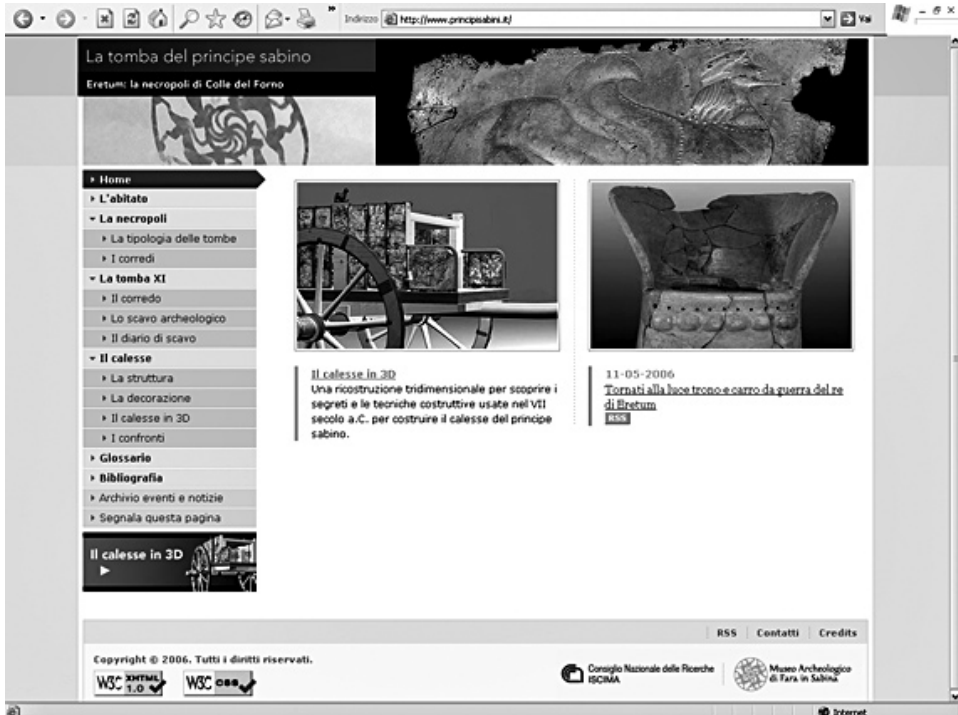 Indirizzo http://www.principisabini.it/ Vai
La tomba del principe sabino
Eretum: la necropoli di Colle del Forno
Home
L'abitato
La necropoli
La tipologia delle tombe
I corredi
La tomba XI
Il corredo
Lo scavo archeologico
Il diario di scavo
Il calesse
La struttura
La decorazione
Il calesse in 3D
I confronti
Glossario
Bibliografia
Archivio eventi e notizie
Segnala questa pagina
Il calesse in 3D
Il calesse in 3D
Una ricostruzione tridimensionale per scoprire i
segreti e le tecniche costruttive usate nel VII
secolo a.C. per costruire il calesse del principe
sabino.
11-05-2006
Tornati alla luce trono e carro da guerra del re
di Eretum
RSS
RSS Contatti Credits
Copyright © 2006. Tutti i diritti riservati.
W3C XHTML 1.0
W3C CSS
Consiglio Nazionale delle Ricerche
ISCIMA
Museo Archeologico
di Fara in Sabina
Internet